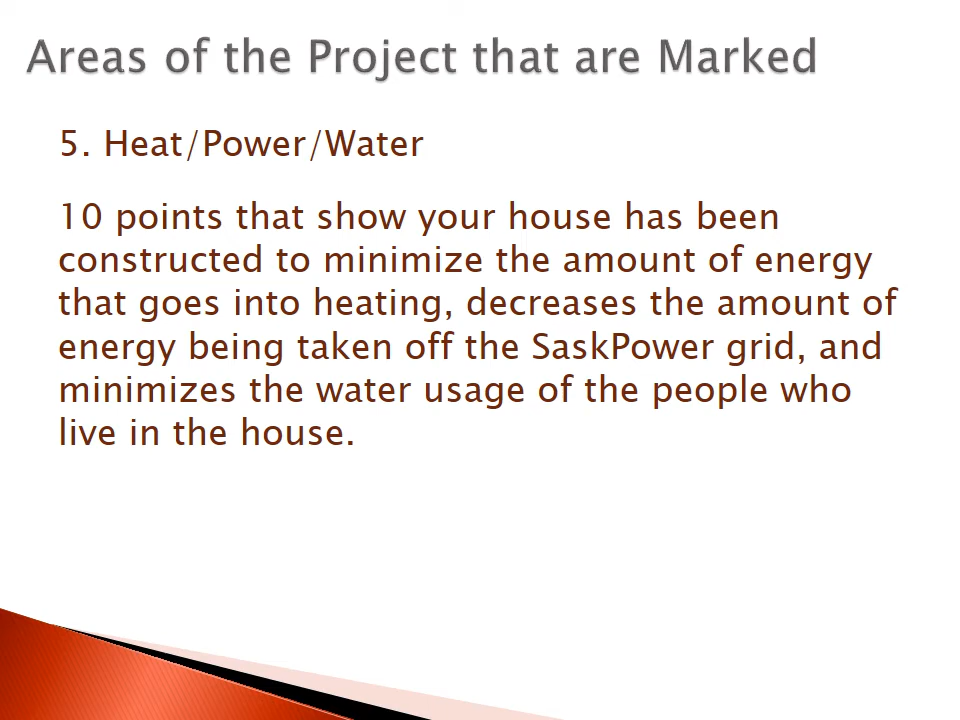 Areas of the Project that are Marked
5. Heat/Power/Water
10 points that show your house has been
constructed to minimize the amount of energy
that goes into heating, decreases the amount of
energy being taken off the SaskPower grid, and
minimizes the water usage of the people who
live in the house.